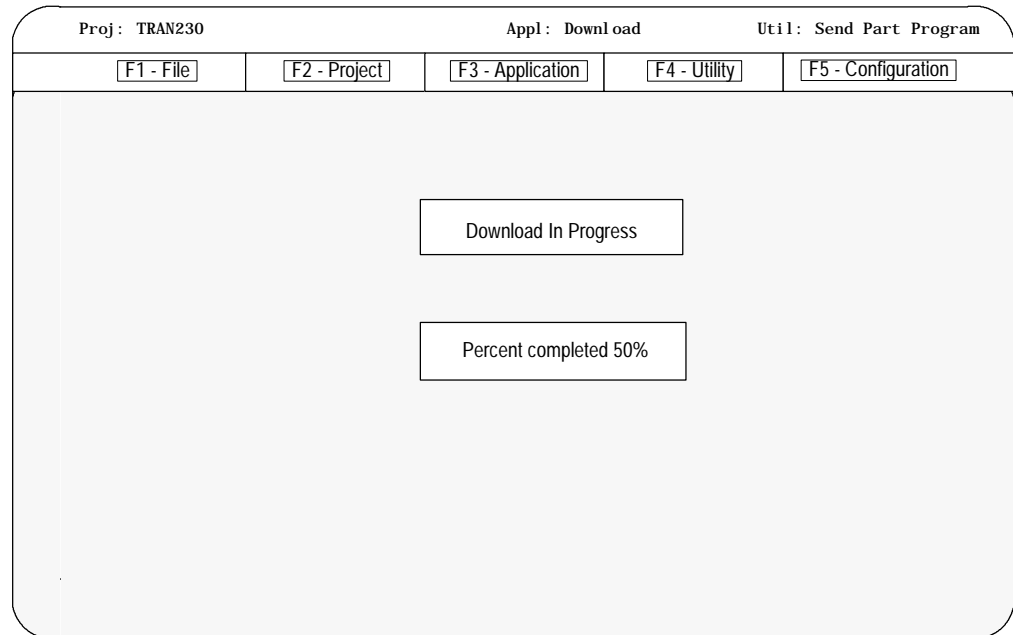 Proj: TRAN230 Appl: Download Util: Send Part Program
F1 - File F2 - Project F3 - Application F4 - Utility F5 - Configuration
Download In Progress
Percent completed 50%